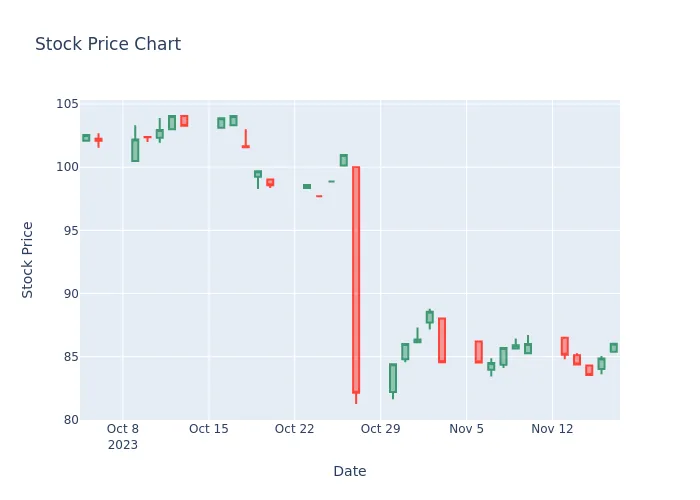 Stock Price Chart
105
100
95
90
85
80
Stock Price
Oct 8
2023
Oct 15
Oct 22
Oct 29
Nov 5
Nov 12
Date